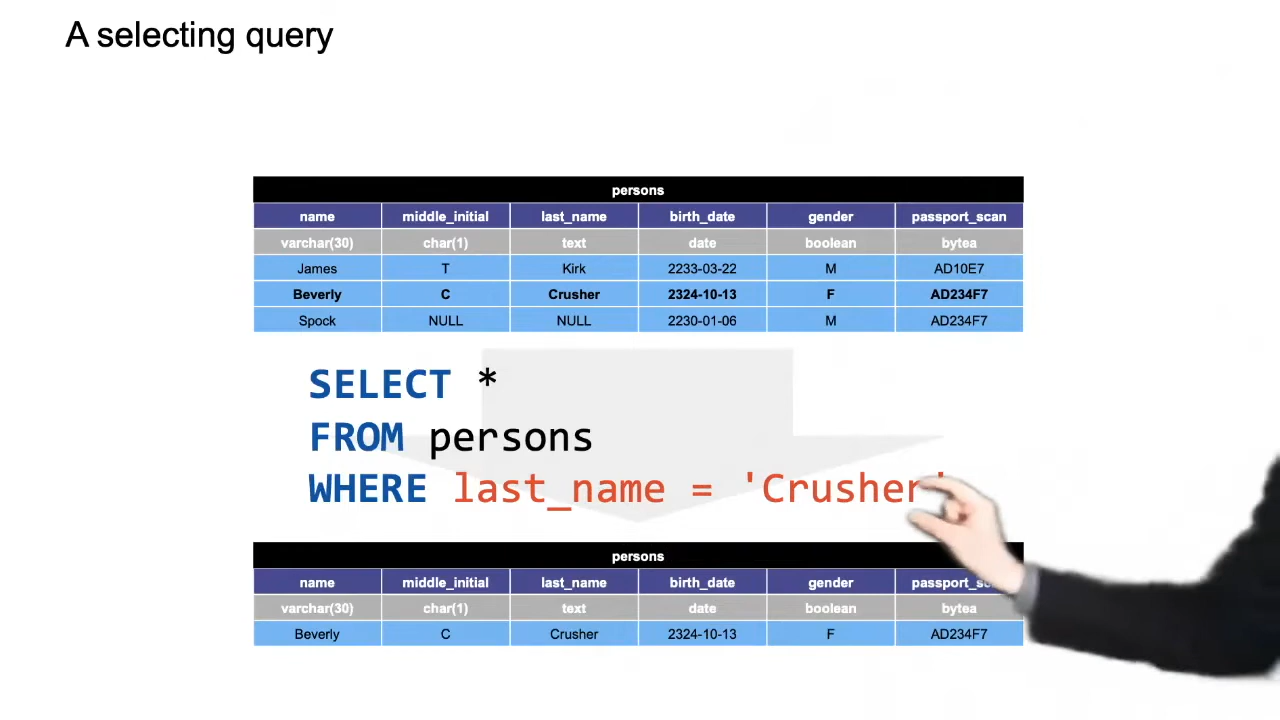 A selecting query
persons
name middle_initial last_name birth_date gender passport_scan
varchar(30) char(1) text date boolean bytea
James T Kirk 2233-03-22 M AD10E7
Beverly C Crusher 2324-10-13 F AD234F7
Spock NULL NULL 2230-01-06 M AD234F7
SELECT *
FROM persons
WHERE last_name = 'Crusher'
persons
name middle_initial last_name birth_date gender
varchar(30) char(1) text date boolean bytea
Beverly C Crusher 2324-10-13 F AD234F7